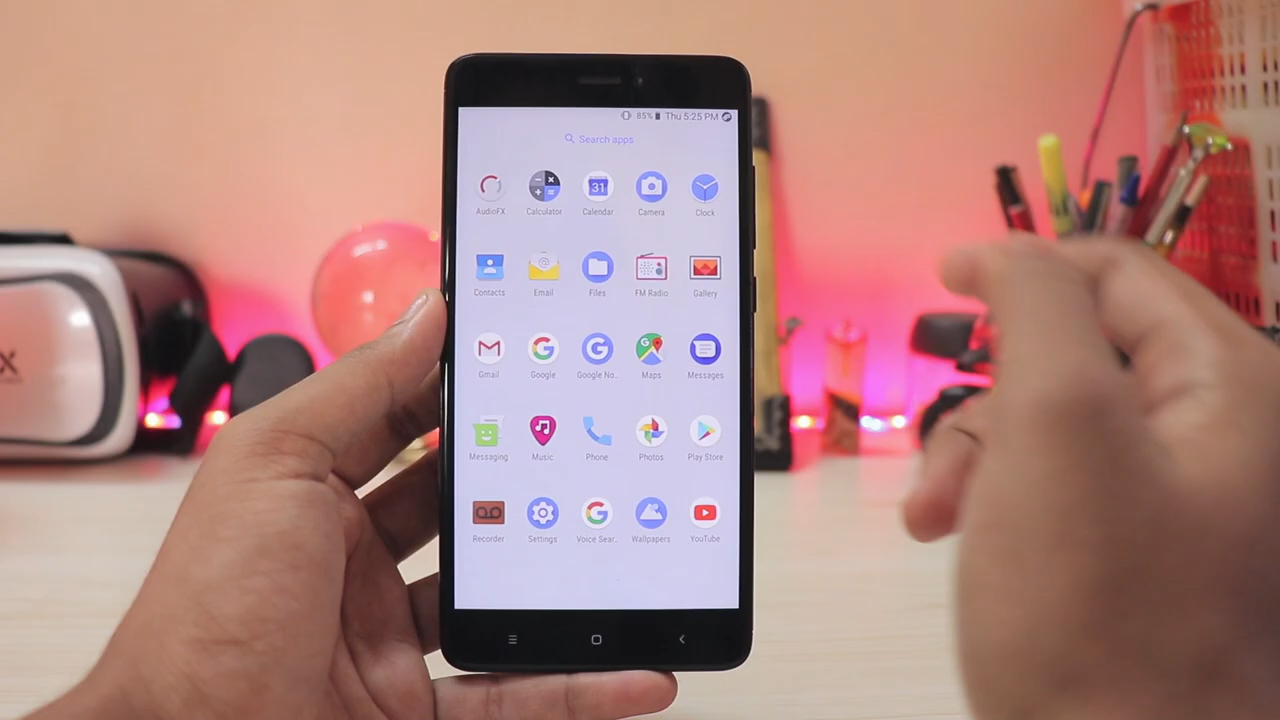 85% Thu 5:25 PM
Search apps
AudioFX Calculator Calendar Camera Clock
31
Contacts Email Files FM Radio Gallery
Gmail Google Google No.. Maps Messages
Messaging Music Phone Photos Play Store
Recorder Settings Voice Sear.. Wallpapers YouTube